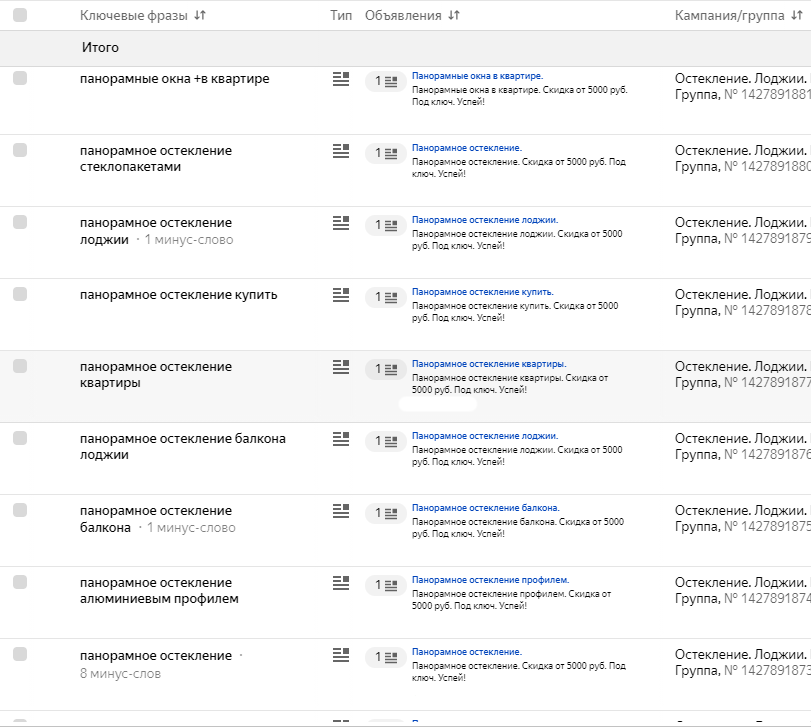 Ключевые фразы Тип Объявления Кампания/группа
Итого
панорамные окна +в квартире
1
Панорамные окна в квартире.
Панорамные окна в квартире. Скидка от 5000 руб.
Под ключ. Успей!
Остекление. Лоджии.
Группа, № 1427891881
панорамное остекление
стеклопакетами
1
Панорамное остекление.
Панорамное остекление. Скидка от 5000 руб. Под
ключ. Успей!
Остекление. Лоджии.
Группа, № 1427891880
панорамное остекление
лоджии · 1 минус-слово
1
Панорамное остекление лоджии.
Панорамное остекление лоджии. Скидка от 5000
руб. Под ключ. Успей!
Остекление. Лоджии.
Группа, № 1427891879
панорамное остекление купить
1
Панорамное остекление купить.
Панорамное остекление купить. Скидка от 5000
руб. Под ключ. Успей!
Остекление. Лоджии.
Группа, № 1427891878
панорамное остекление
квартиры
1
Панорамное остекление квартиры.
Панорамное остекление квартиры. Скидка от
5000 руб. Под ключ. Успей!
Остекление. Лоджии.
Группа, № 1427891877
панорамное остекление балкона
лоджии
1
Панорамное остекление лоджии.
Панорамное остекление лоджии. Скидка от 5000
руб. Под ключ. Успей!
Остекление. Лоджии.
Группа, № 1427891876
панорамное остекление
балкона · 1 минус-слово
1
Панорамное остекление балкона.
Панорамное остекление балкона. Скидка от 5000
руб. Под ключ. Успей!
Остекление. Лоджии.
Группа, № 1427891875
панорамное остекление
алюминиевым профилем
1
Панорамное остекление профилем.
Панорамное остекление профилем. Скидка от
5000 руб. Под ключ. Успей!
Остекление. Лоджии.
Группа, № 1427891874
панорамное остекление ·
8 минус-слов
1
Панорамное остекление.
Панорамное остекление. Скидка от 5000 руб. Под
ключ. Успей!
Остекление. Лоджии.
Группа, № 1427891873